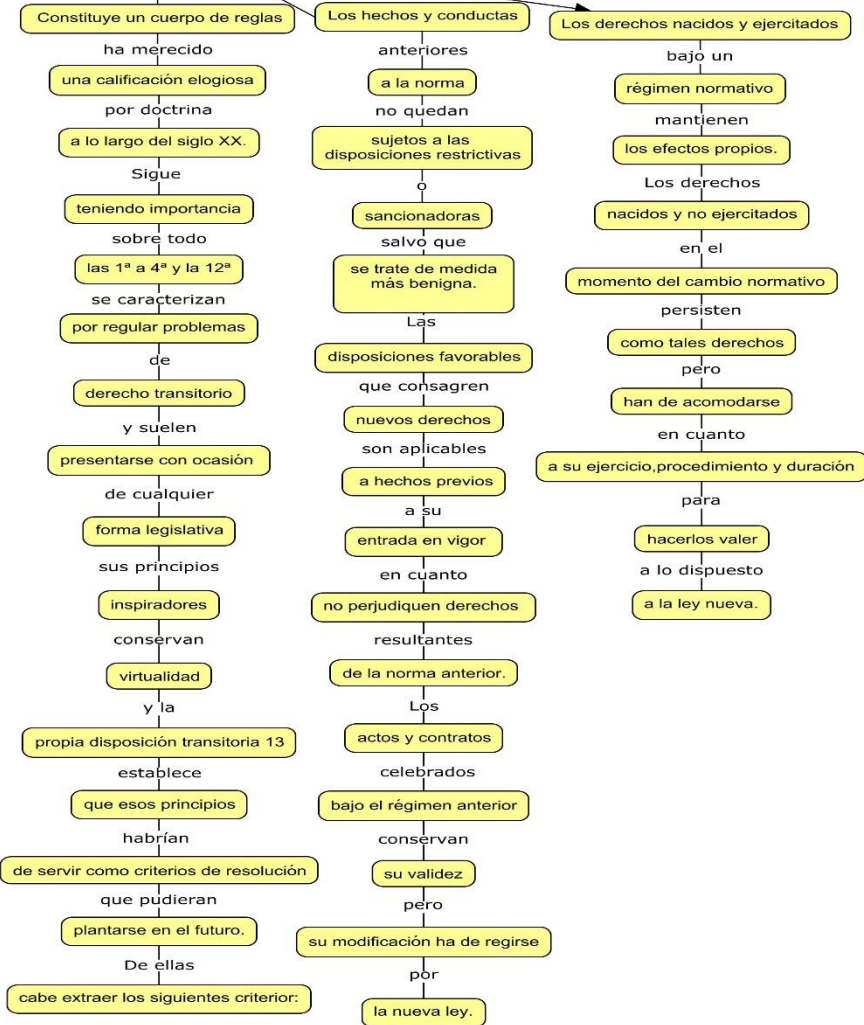 Constituye un cuerpo de reglas
ha merecido
una calificación elogiosa
por doctrina
a lo largo del siglo XX.
Sigue
teniendo importancia
sobre todo
las 1ª a 4ª y la 12ª
se caracterizan
por regular problemas
de
derecho transitorio
y suelen
presentarse con ocasión
de cualquier
forma legislativa
sus principios
inspiradores
conservan
virtualidad
y la
propia disposición transitoria 13
establece
que esos principios
habrían
de servir como criterios de resolución
que pudieran
plantarse en el futuro.
De ellas
cabe extraer los siguientes criterior:
Los hechos y conductas
anteriores
a la norma
no quedan
sujetos a las
disposiciones restrictivas
o
sancionadoras
salvo que
se trate de medida
más benigna.
Las
disposiciones favorables
que consagren
nuevos derechos
son aplicables
a hechos previos
a su
entrada en vigor
en cuanto
no perjudiquen derechos
resultantes
de la norma anterior.
Los
actos y contratos
celebrados
bajo el régimen anterior
conservan
su validez
pero
su modificación ha de regirse
por
la nueva ley.
Los derechos nacidos y ejercitados
bajo un
régimen normativo
mantienen
los efectos propios.
Los derechos
nacidos y no ejercitados
en el
momento del cambio normativo
persisten
como tales derechos
pero
han de acomodarse
en cuanto
a su ejercicio,procedimiento y duración
para
hacerlos valer
a lo dispuesto
a la ley nueva.